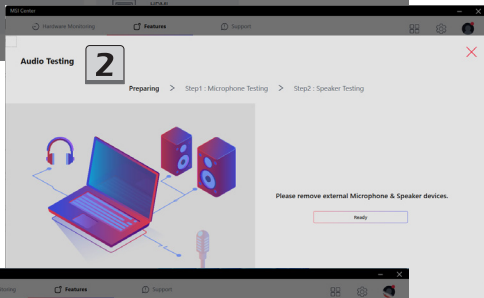 MSI Center
Hardware Monitoring
Features
Support
Audio Testing
2
Preparing > Step1 : Microphone Testing > Step2 : Speaker Testing
Please remove external Microphone & Speaker devices.
Ready
Features
Support